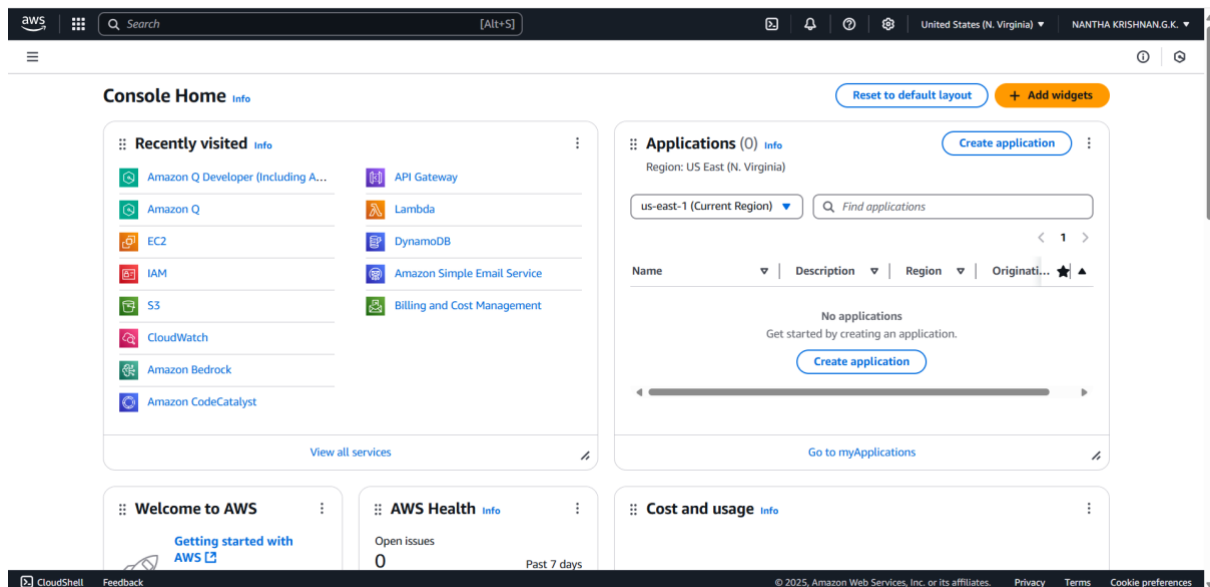 aws
Search [Alt+S]
United States (N. Virginia)
NANTHA KRISHNAN.G.K.
Console Home Info
Reset to default layout
+ Add widgets
Recently visited Info
Amazon Q Developer (Including A...
Amazon Q
EC2
IAM
S3
CloudWatch
Amazon Bedrock
Amazon CodeCatalyst
API Gateway
Lambda
DynamoDB
Amazon Simple Email Service
Billing and Cost Management
View all services
Applications (0) Info
Create application
Region: US East (N. Virginia)
us-east-1 (Current Region)
Find applications
1
Name Description Region Originati...
No applications
Get started by creating an application.
Create application
Go to myApplications
Welcome to AWS
Getting started with
AWS
AWS Health Info
Open issues
0 Past 7 days
Cost and usage Info
CloudShell Feedback © 2025, Amazon Web Services, Inc. or its affiliates. Privacy Terms Cookie preferences